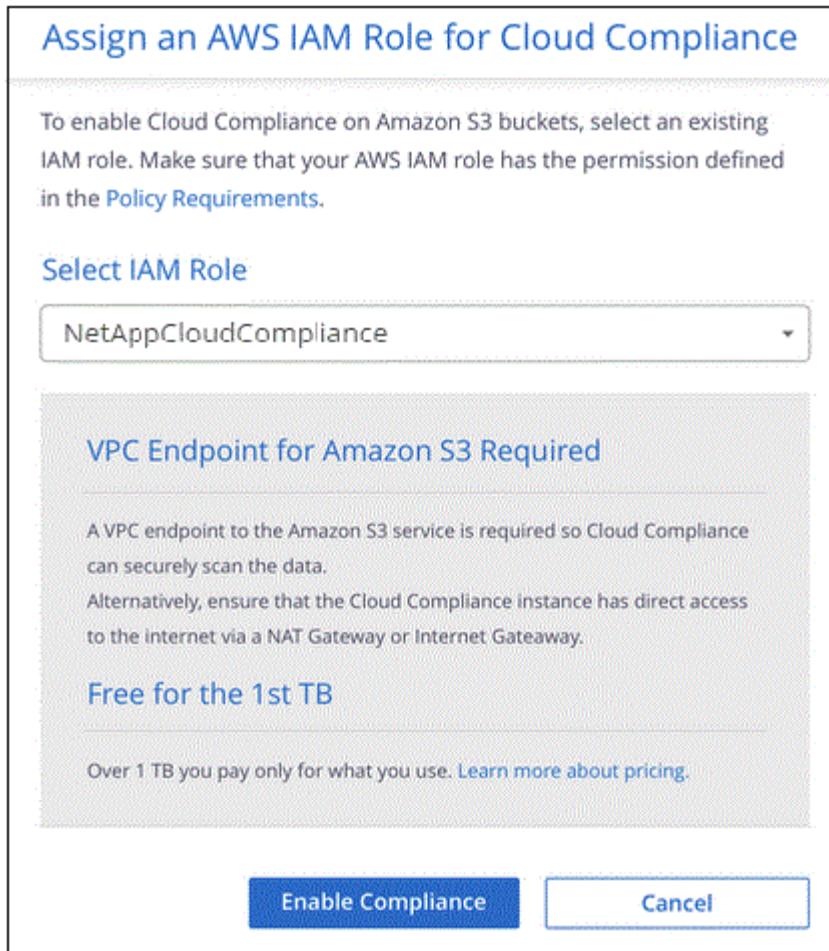 Assign an AWS IAM Role for Cloud Compliance
To enable Cloud Compliance on Amazon S3 buckets, select an existing
IAM role. Make sure that your AWS IAM role has the permission defined
in the Policy Requirements.
Select IAM Role
NetAppCloudCompliance
VPC Endpoint for Amazon S3 Required
A VPC endpoint to the Amazon S3 service is required so Cloud Compliance
can securely scan the data.
Alternatively, ensure that the Cloud Compliance instance has direct access
to the internet via a NAT Gateway or Internet Gateaway.
Free for the 1st TB
Over 1 TB you pay only for what you use. Learn more about pricing.
Enable Compliance
Cancel